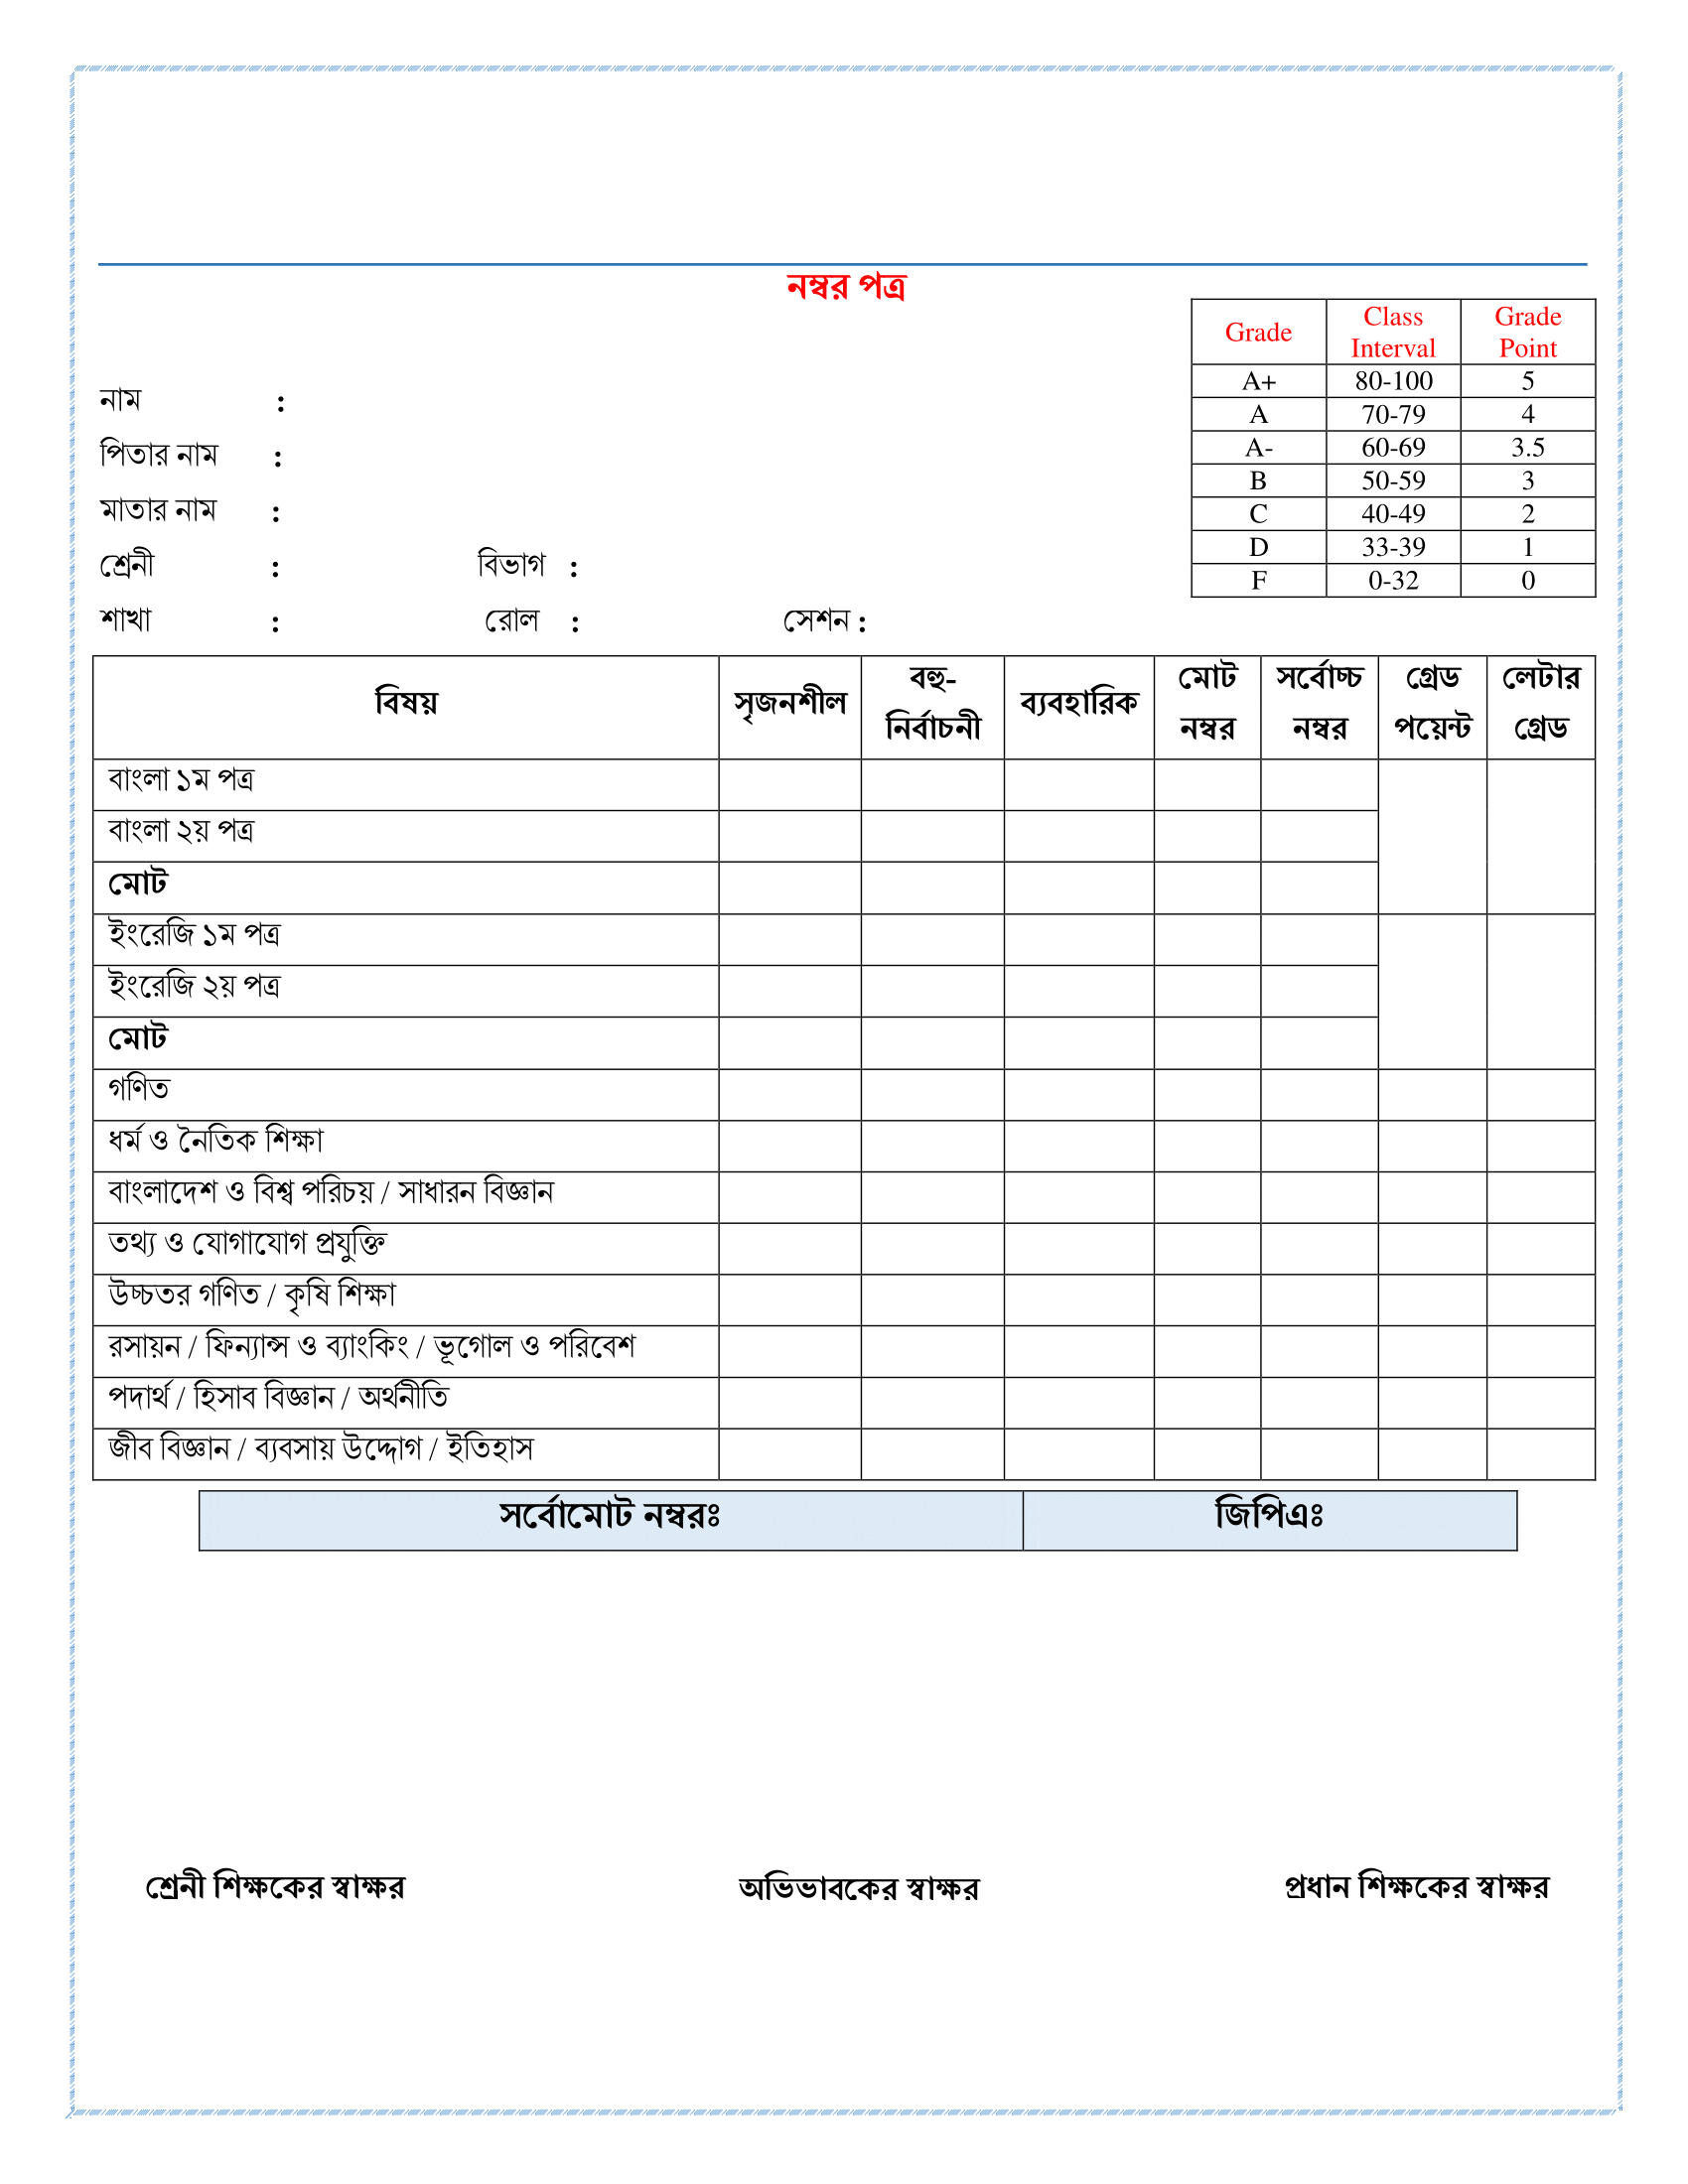 নম্বর পত্র
Grade Class Interval Grade Point
A+ 80-100 5
A 70-79 4
A- 60-69 3.5
B 50-59 3
C 40-49 2
D 33-39 1
F 0-32 0
নাম :
পিতার নাম :
মাতার নাম :
শ্রেনী : বিভাগ :
শাখা : রোল : সেশন :
বিষয় সৃজনশীল বহু-নির্বাচনী ব্যবহারিক মোট নম্বর সর্বোচ্চ নম্বর গ্রেড পয়েন্ট লেটার গ্রেড
বাংলা ১ম পত্র
বাংলা ২য় পত্র
মোট
ইংরেজি ১ম পত্র
ইংরেজি ২য় পত্র
মোট
গণিত
ধর্ম ও নৈতিক শিক্ষা
বাংলাদেশ ও বিশ্ব পরিচয় / সাধারন বিজ্ঞান
তথ্য ও যোগাযোগ প্রযুক্তি
উচ্চতর গণিত / কৃষি শিক্ষা
রসায়ন / ফিন্যান্স ও ব্যাংকিং / ভূগোল ও পরিবেশ
পদার্থ / হিসাব বিজ্ঞান / অর্থনীতি
জীব বিজ্ঞান / ব্যবসায় উদ্দোগ / ইতিহাস
সর্বোমোট নম্বরঃ জিপিএঃ
শ্রেনী শিক্ষকের স্বাক্ষর অভিভাবকের স্বাক্ষর প্রধান শিক্ষকের স্বাক্ষর